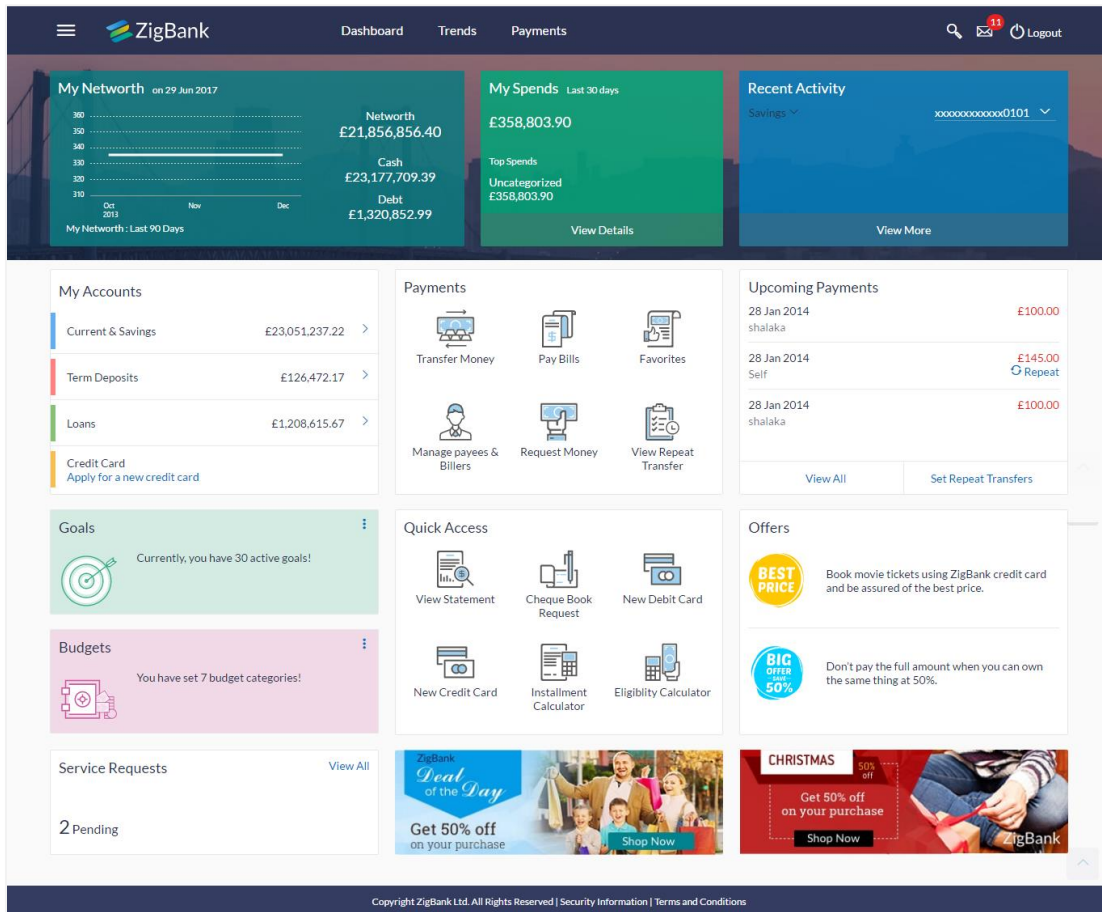 ZigBank
Dashboard
Trends
Payments
11
Logout
My Networth on 29 Jun 2017
360
350
340
330
320
310
Oct
2013
Nov
Dec
My Networth : Last 90 Days
Networth
£21,856,856.40
Cash
£23,177,709.39
Debt
£1,320,852.99
My Spends Last 30 days
£358,803.90
Top Spends
Uncategorized
£358,803.90
View Details
Recent Activity
Savings
xxxxxxxxxxxx0101
View More
My Accounts
Current & Savings £23,051,237.22
Term Deposits £126,472.17
Loans £1,208,615.67
Credit Card
Apply for a new credit card
Payments
Transfer Money
Pay Bills
Favorites
Manage payees &
Billers
Request Money
View Repeat
Transfer
Upcoming Payments
28 Jan 2014 £100.00
shalaka
28 Jan 2014 £145.00
Self Repeat
28 Jan 2014 £100.00
shalaka
View All
Set Repeat Transfers
Goals
Currently, you have 30 active goals!
Budgets
You have set 7 budget categories!
Quick Access
View Statement
Cheque Book
Request
New Debit Card
New Credit Card
Installment
Calculator
Eligiblity Calculator
Offers
BEST
PRICE
Book movie tickets using ZigBank credit card
and be assured of the best price.
BIG
OFFER
SAVE
50%
Don't pay the full amount when you can own
the same thing at 50%.
Service Requests
View All
2 Pending
ZigBank
Deal
of the Day
Get 50% off
on your purchase
Shop Now
CHRISTMAS
50%
off
Get 50% off
on your purchase
Shop Now
ZigBank
Copyright ZigBank Ltd. All Rights Reserved | Security Information | Terms and Conditions